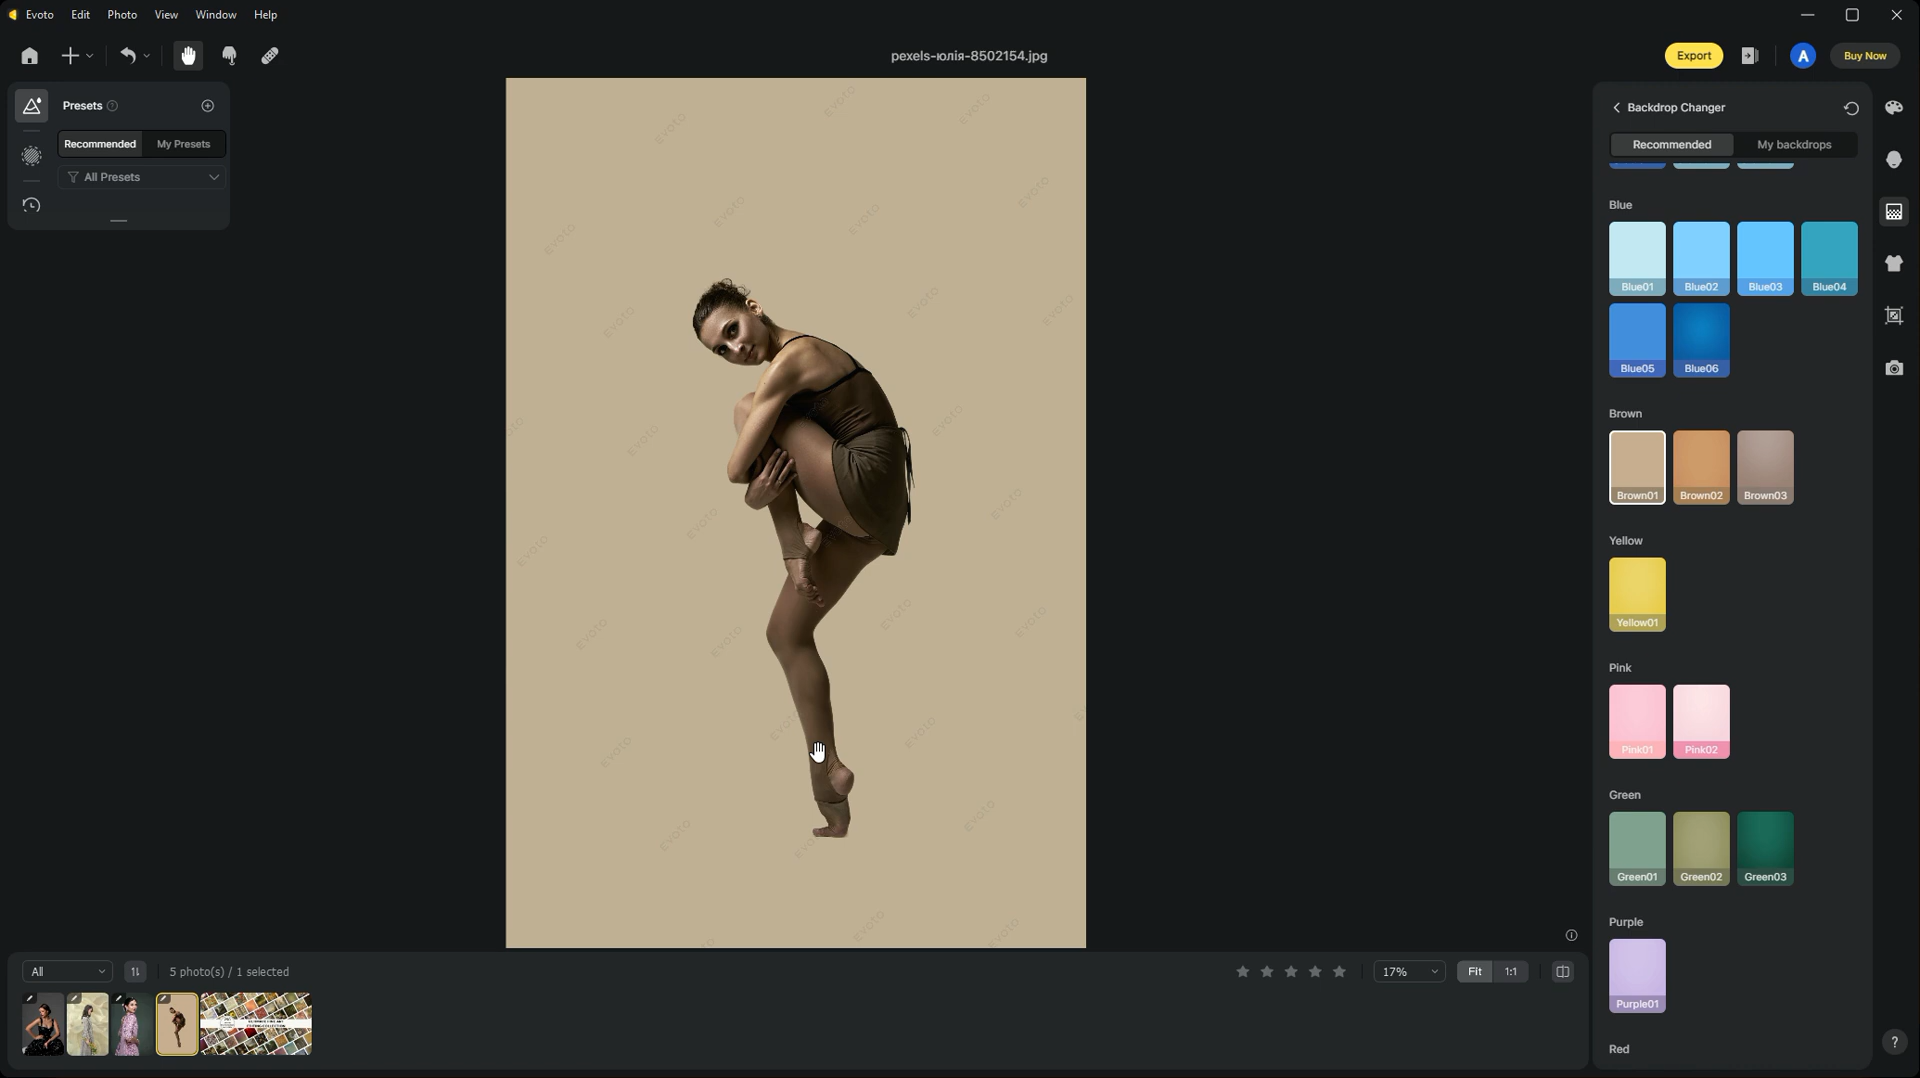 Evoto Edit Photo View Window Help
pexels-юлія-8502154.jpg
Export
A
Buy Now
Presets
Recommended My Presets
All Presets
Backdrop Changer
Recommended My backdrops
Blue
Blue01 Blue02 Blue03 Blue04
Blue05 Blue06
Brown
Brown01 Brown02 Brown03
Yellow
Yellow01
Pink
Pink01 Pink02
Green
Green01 Green02 Green03
Purple
Purple01
Red
Evoto
All
5 photo(s) / 1 selected
17%
Fit 1:1
?